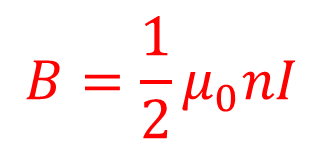 B = 1/2 μ₀nI